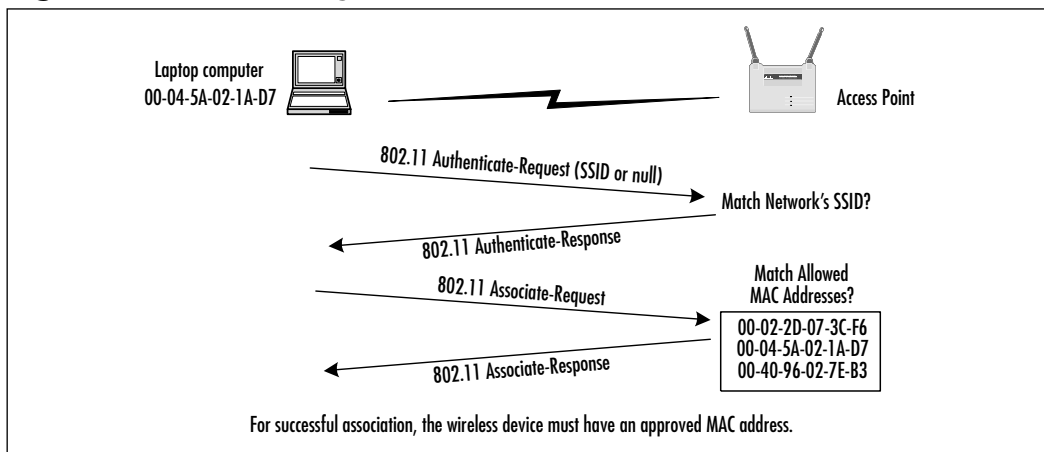 Laptop computer
00-04-5A-02-1A-D7
Access Point
802.11 Authenticate-Request (SSID or null)
Match Network's SSID?
802.11 Authenticate-Response
802.11 Associate-Request
Match Allowed
MAC Addresses?
00-02-2D-07-3C-F6
00-04-5A-02-1A-D7
00-40-96-02-7E-B3
802.11 Associate-Response
For successful association, the wireless device must have an approved MAC address.